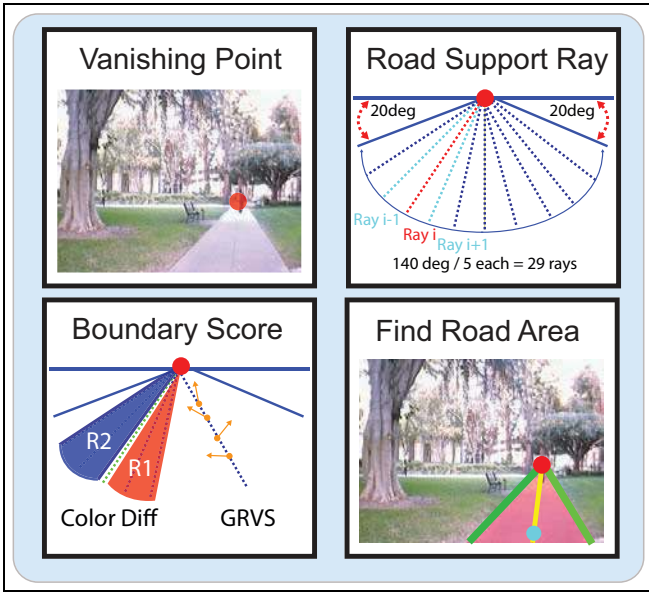 Vanishing Point
Road Support Ray
20deg
20deg
Ray i-1
Ray i
Ray i+1
140 deg / 5 each = 29 rays
Boundary Score
R2
R1
Color Diff
GRVS
Find Road Area